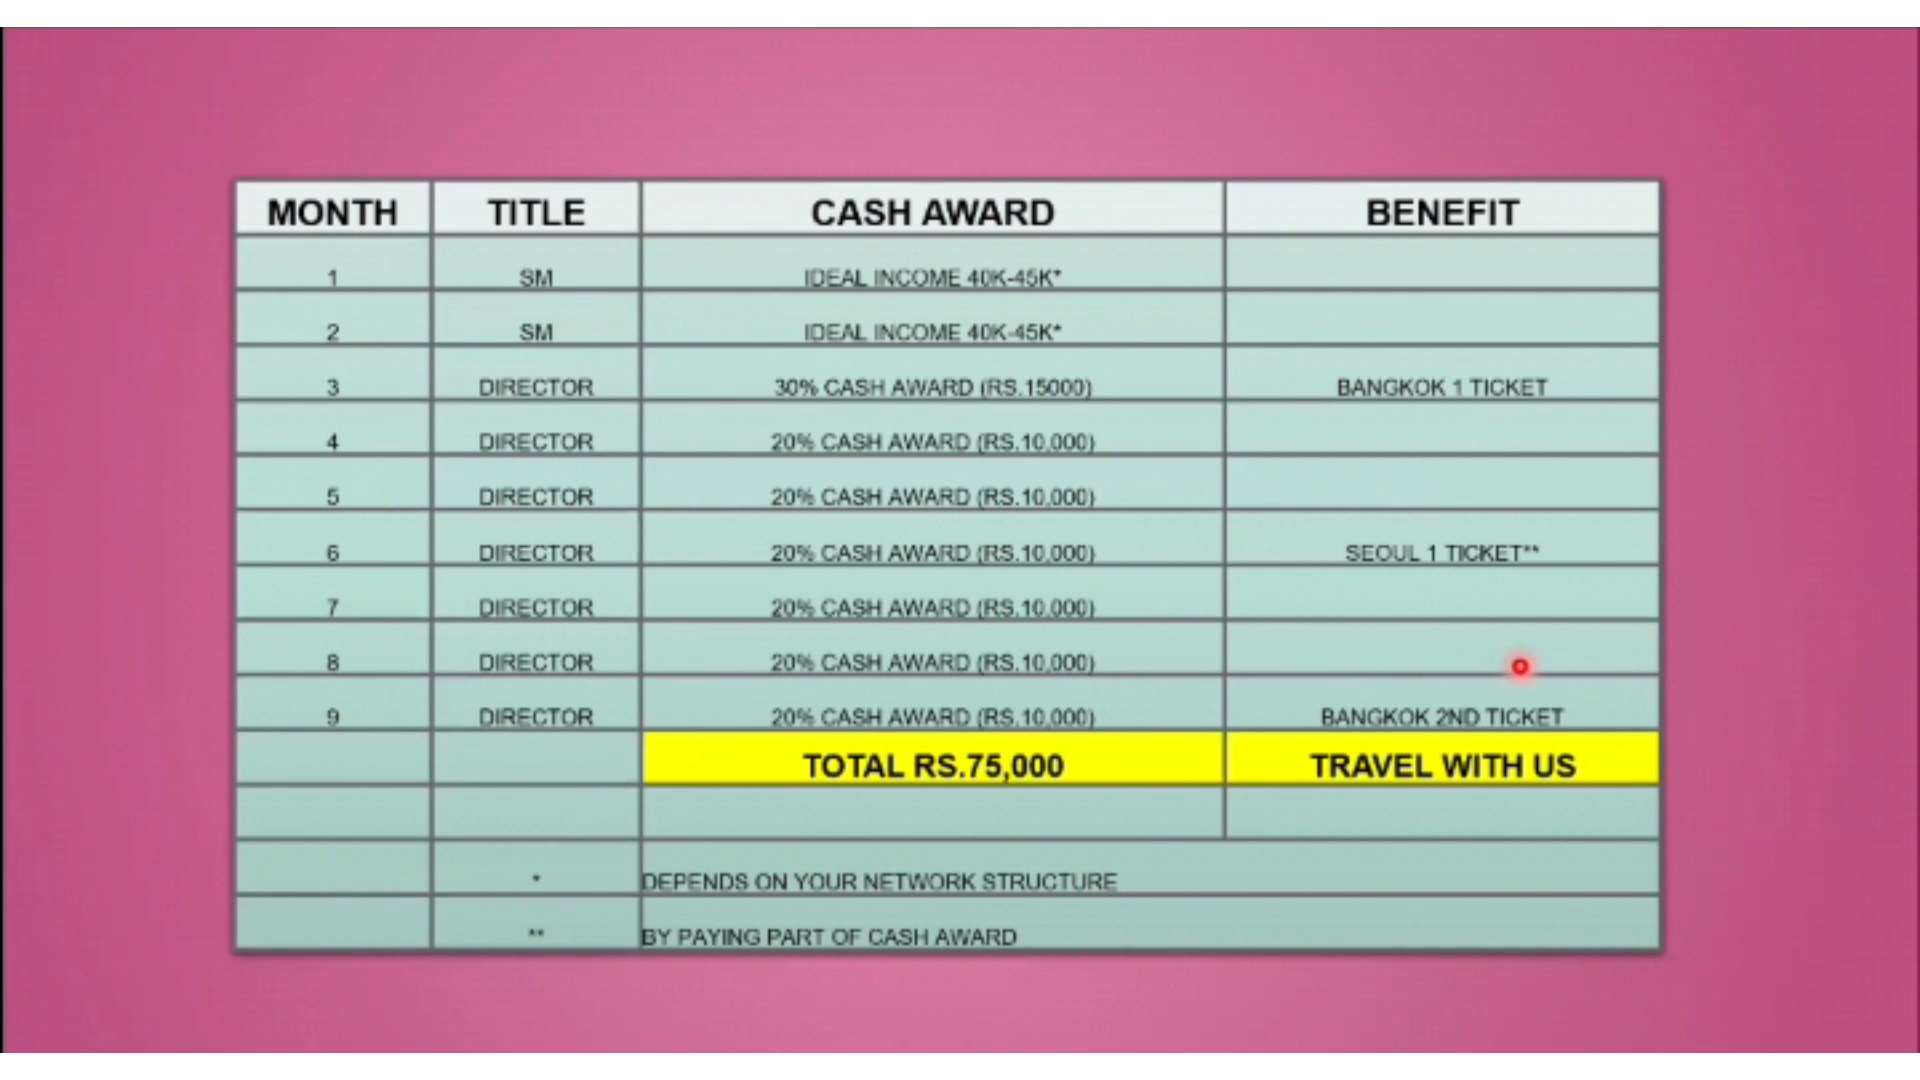 MONTH TITLE CASH AWARD BENEFIT
1 SM IDEAL INCOME 40K-45K*
2 SM IDEAL INCOME 40K-45K*
3 DIRECTOR 30% CASH AWARD (RS.15000) BANGKOK 1 TICKET
4 DIRECTOR 20% CASH AWARD (RS.10,000)
5 DIRECTOR 20% CASH AWARD (RS.10,000)
6 DIRECTOR 20% CASH AWARD (RS.10,000) SEOUL 1 TICKET**
7 DIRECTOR 20% CASH AWARD (RS.10,000)
8 DIRECTOR 20% CASH AWARD (RS.10,000)
9 DIRECTOR 20% CASH AWARD (RS.10,000) BANGKOK 2ND TICKET
TOTAL RS.75,000 TRAVEL WITH US
* DEPENDS ON YOUR NETWORK STRUCTURE
** BY PAYING PART OF CASH AWARD